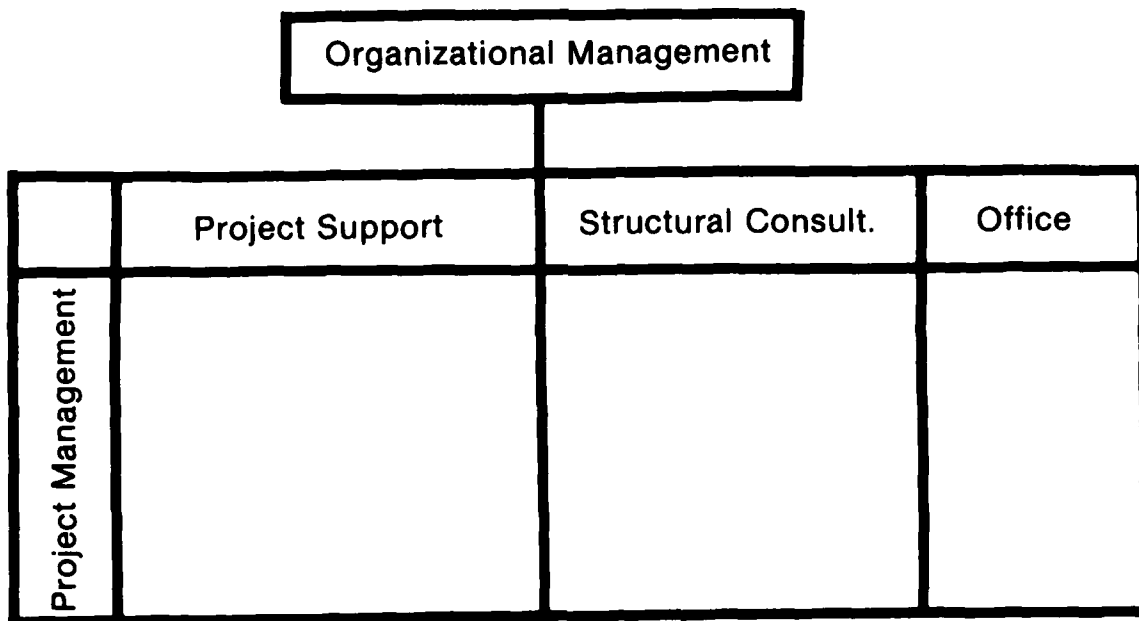 Organizational Management
Project Support
Structural Consult.
Office
Project Management